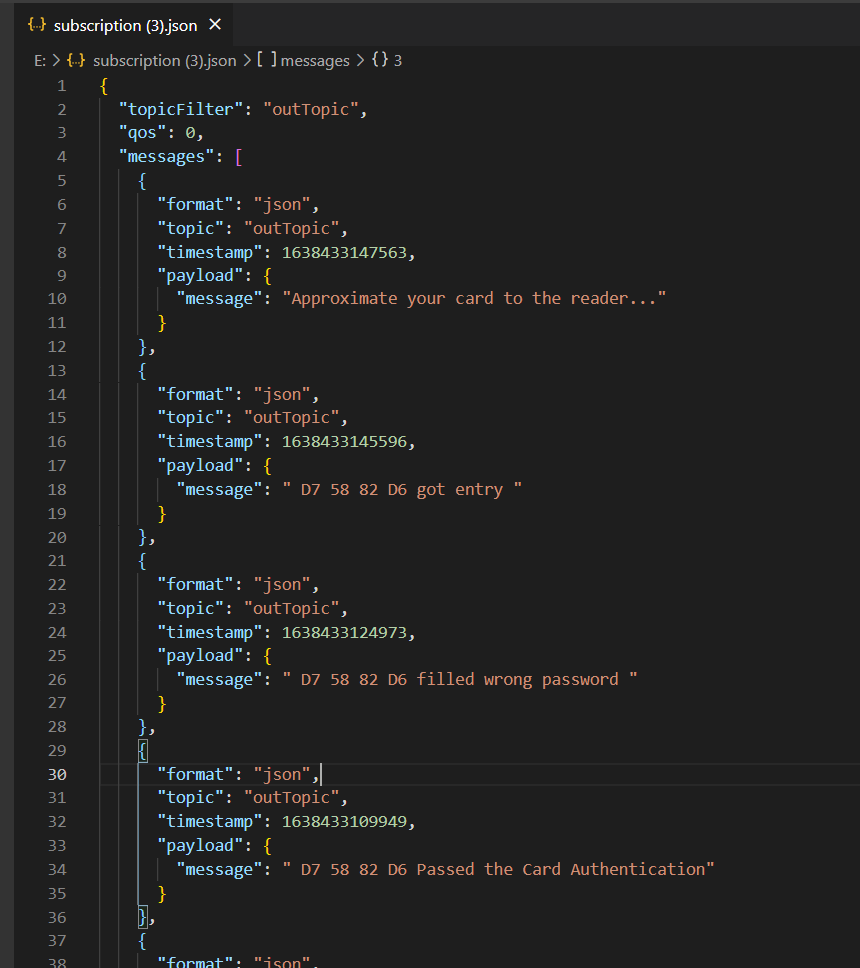 subscription (3).json ×
E: > {..} subscription (3).json > [ ] messages > {} 3
1 {
2 "topicFilter": "outTopic",
3 "qos": 0,
4 "messages": [
5 {
6 "format": "json",
7 "topic": "outTopic",
8 "timestamp": 1638433147563,
9 "payload": {
10 "message": "Approximate your card to the reader..."
11 }
12 },
13 {
14 "format": "json",
15 "topic": "outTopic",
16 "timestamp": 1638433145596,
17 "payload": {
18 "message": " D7 58 82 D6 got entry "
19 }
20 },
21 {
22 "format": "json",
23 "topic": "outTopic",
24 "timestamp": 1638433124973,
25 "payload": {
26 "message": " D7 58 82 D6 filled wrong password "
27 }
28 },
29 {
30 "format": "json",
31 "topic": "outTopic",
32 "timestamp": 1638433109949,
33 "payload": {
34 "message": " D7 58 82 D6 Passed the Card Authentication"
35 }
36 },
37 {
38 "format": "json",